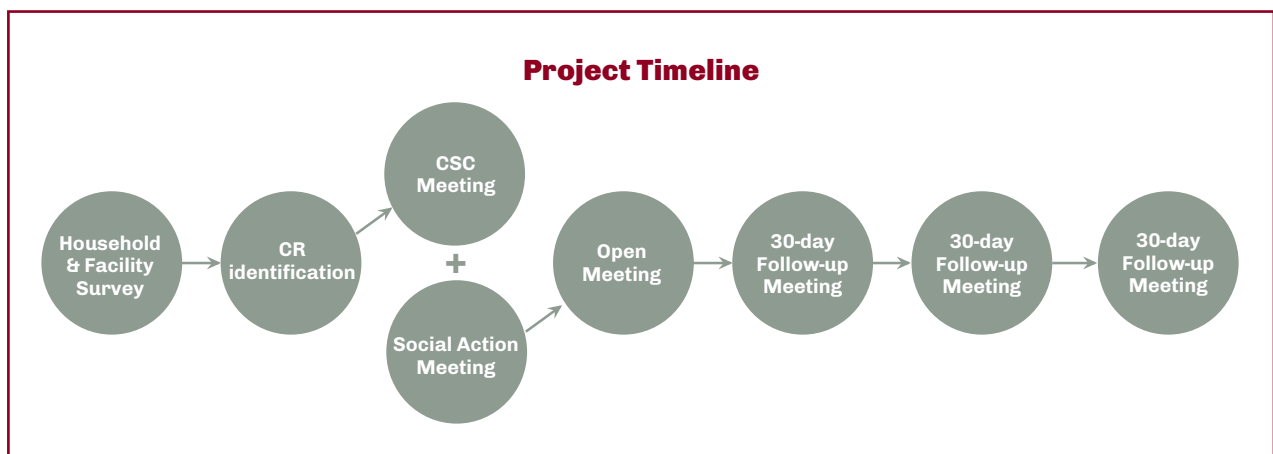 Project Timeline
Household
& Facility
Survey
CR
identification
CSC
Meeting
+
Social Action
Meeting
Open
Meeting
30-day
Follow-up
Meeting
30-day
Follow-up
Meeting
30-day
Follow-up
Meeting